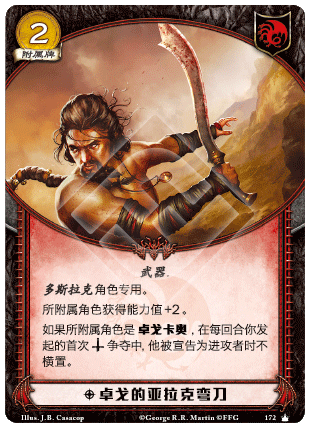 2
附属牌
武器.
多斯拉克角色专用。
所附属角色获得能力值+2。
如果所附属角色是 卓戈卡奥，在每回合你发
起的首次 争夺中, 他被宣告为进攻者时不
横置。
卓戈的亚拉克弯刀
Illus. J.B. Casacop ©George R.R. Martin ©FFG 172